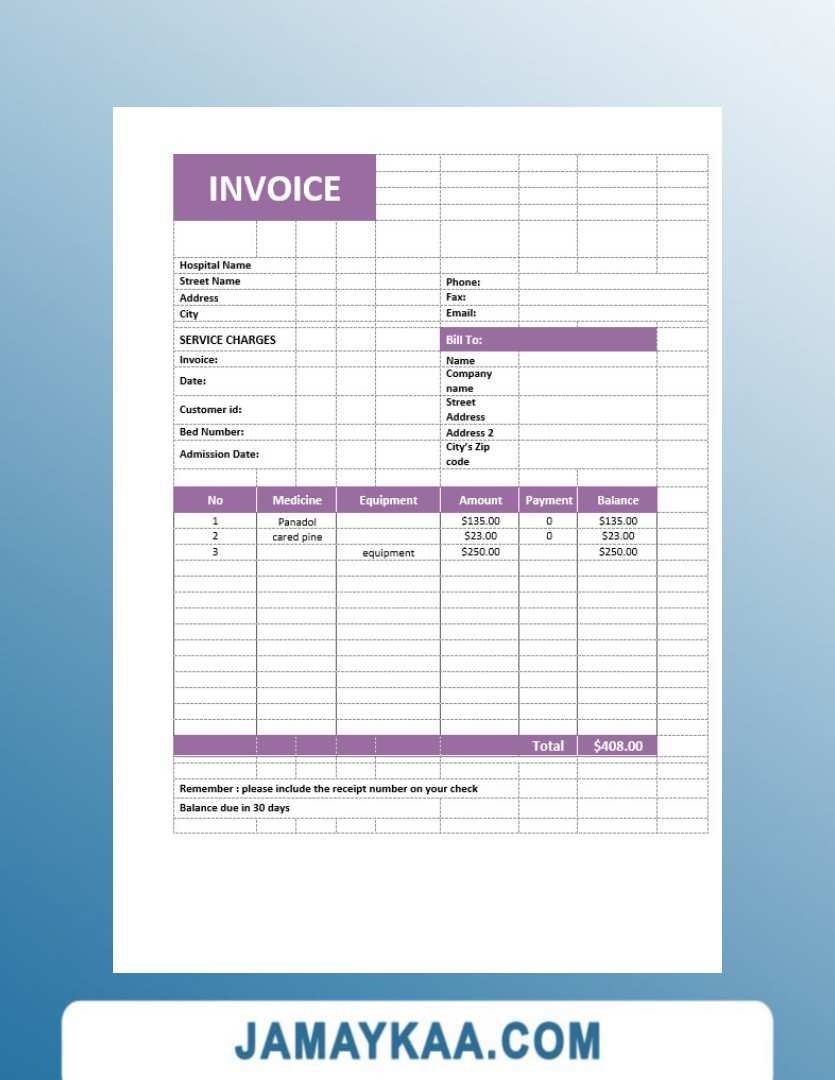 INVOICE
Hospital Name
Street Name Phone:
Address Fax:
City Email:
SERVICE CHARGES Bill To:
Invoice: Name
Date: Company
name
Customer id: Street
Address
Bed Number: Address 2
Admission Date: City's Zip
code
No Medicine Equipment Amount Payment Balance
1 Panadol $135.00 0 $135.00
2 cared pine $23.00 0 $23.00
3 equipment $250.00 $250.00
Total $408.00
Remember : please include the receipt number on your check
Balance due in 30 days
JAMAYKAA.COM